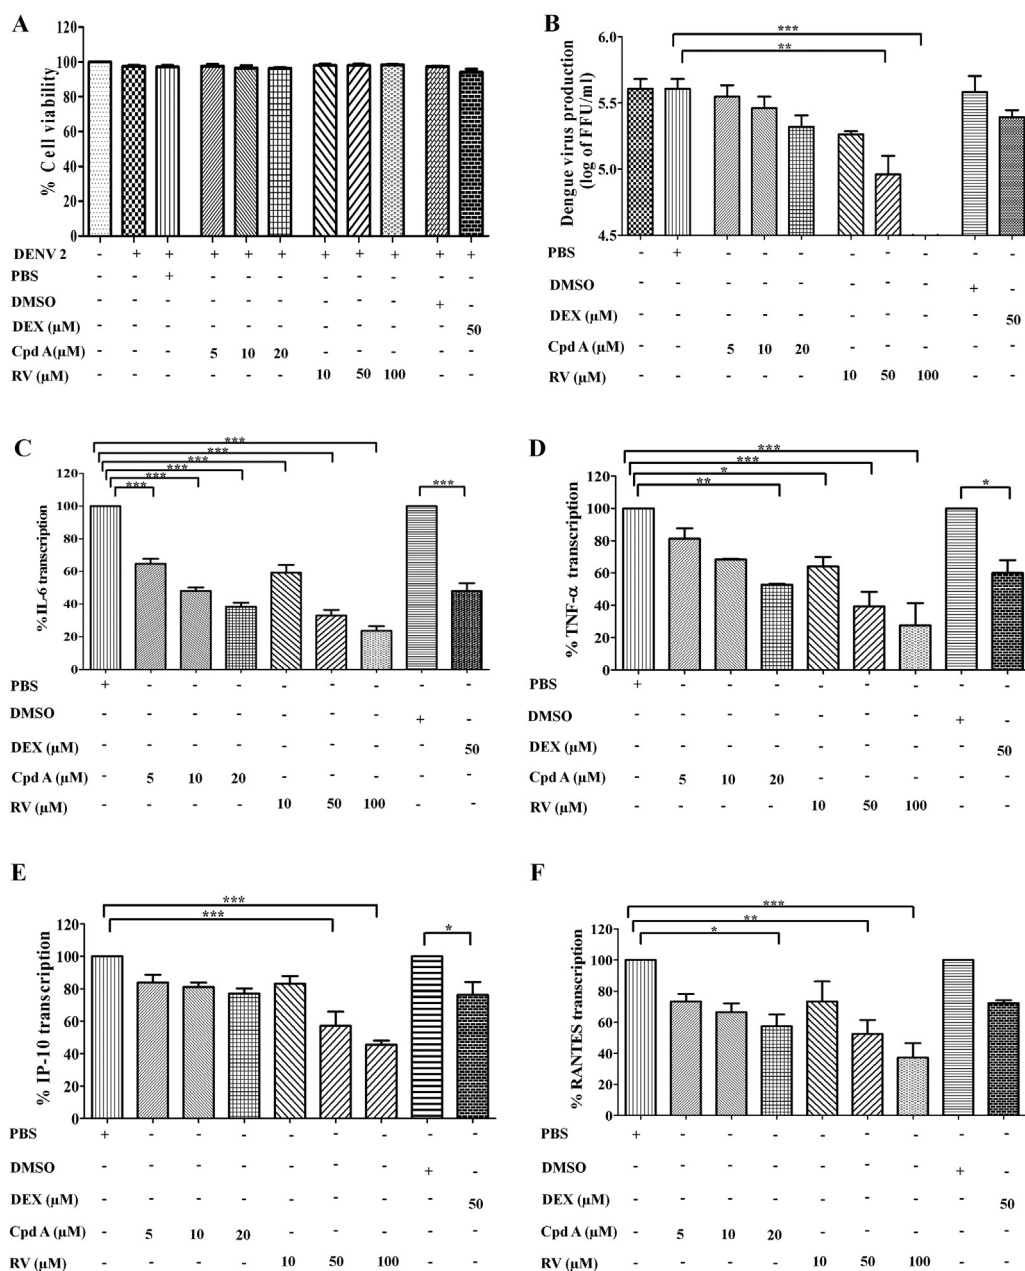 A
% Cell viability
120
100
80
60
40
20
0
DENV 2 - + + + + + + + + + +
PBS - - + - - - - - - - -
DMSO - - - - - - - - - + -
DEX (µM) - - - - - - - - - - 50
Cpd A(µM) - - - 5 10 20 - - - - -
RV (µM) - - - - - - 10 50 100 - -
B
Dengue virus production
(log of FFU/ml)
6.0
5.5
5.0
4.5
***
**
PBS - + - - - - - - - -
DMSO - - - - - - - - + -
DEX (µM) - - - - - - - - - 50
Cpd A(µM) - - 5 10 20 - - - - -
RV (µM) - - - - - 10 50 100 - -
C
%IL-6 transcription
120
100
80
60
40
20
0
***
***
***
***
***
***
***
PBS + - - - - - - - -
DMSO - - - - - - - + -
DEX (µM) - - - - - - - - 50
Cpd A (µM) - 5 10 20 - - - - -
RV (µM) - - - - 10 50 100 - -
D
% TNF-α transcription
120
100
80
60
40
20
0
***
***
*
**
*
PBS + - - - - - - - -
DMSO - - - - - - - + -
DEX (µM) - - - - - - - - 50
Cpd A (µM) - 5 10 20 - - - - -
RV (µM) - - - - 10 50 100 - -
E
% IP-10 transcription
120
100
80
60
40
20
0
***
***
*
PBS + - - - - - - - -
DMSO - - - - - - - + -
DEX (µM) - - - - - - - - 50
Cpd A (µM) - 5 10 20 - - - - -
RV (µM) - - - - 10 50 100 - -
F
% RANTES transcription
120
100
80
60
40
20
0
***
**
*
PBS + - - - - - - - -
DMSO - - - - - - - + -
DEX (µM) - - - - - - - - 50
Cpd A (µM) - 5 10 20 - - - - -
RV (µM) - - - - 10 50 100 - -